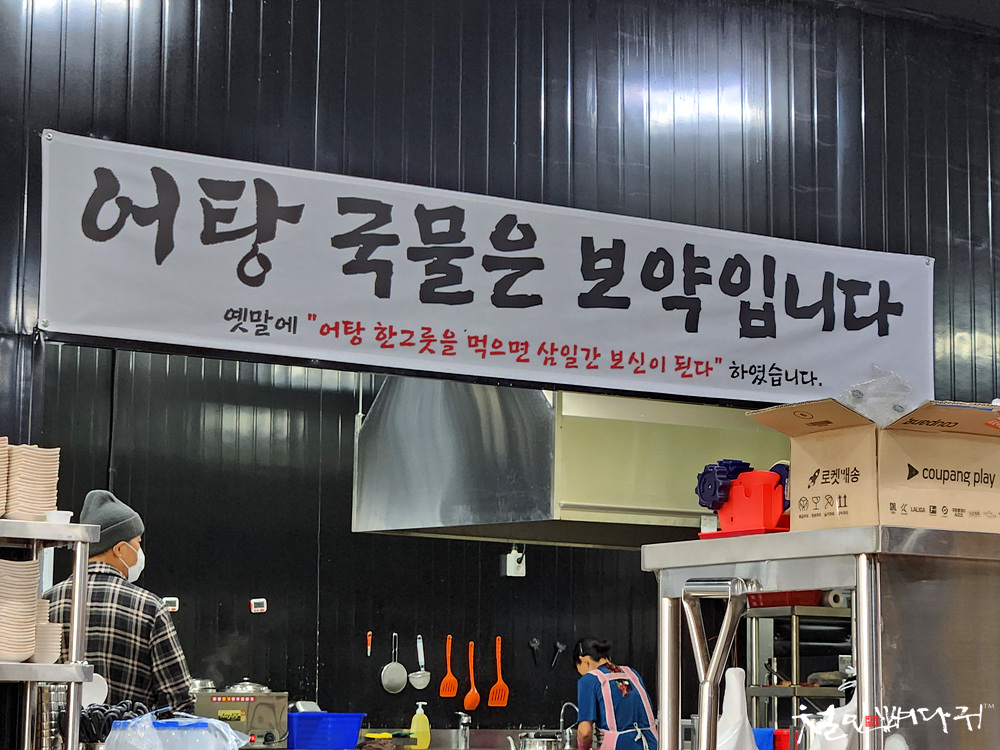 어탕 국물은 보약입니다
옛말에 "어탕 한그릇을 먹으면 삼일간 보신이 된다" 하였습니다.
coupang
로켓배송
coupang play
LALIGA